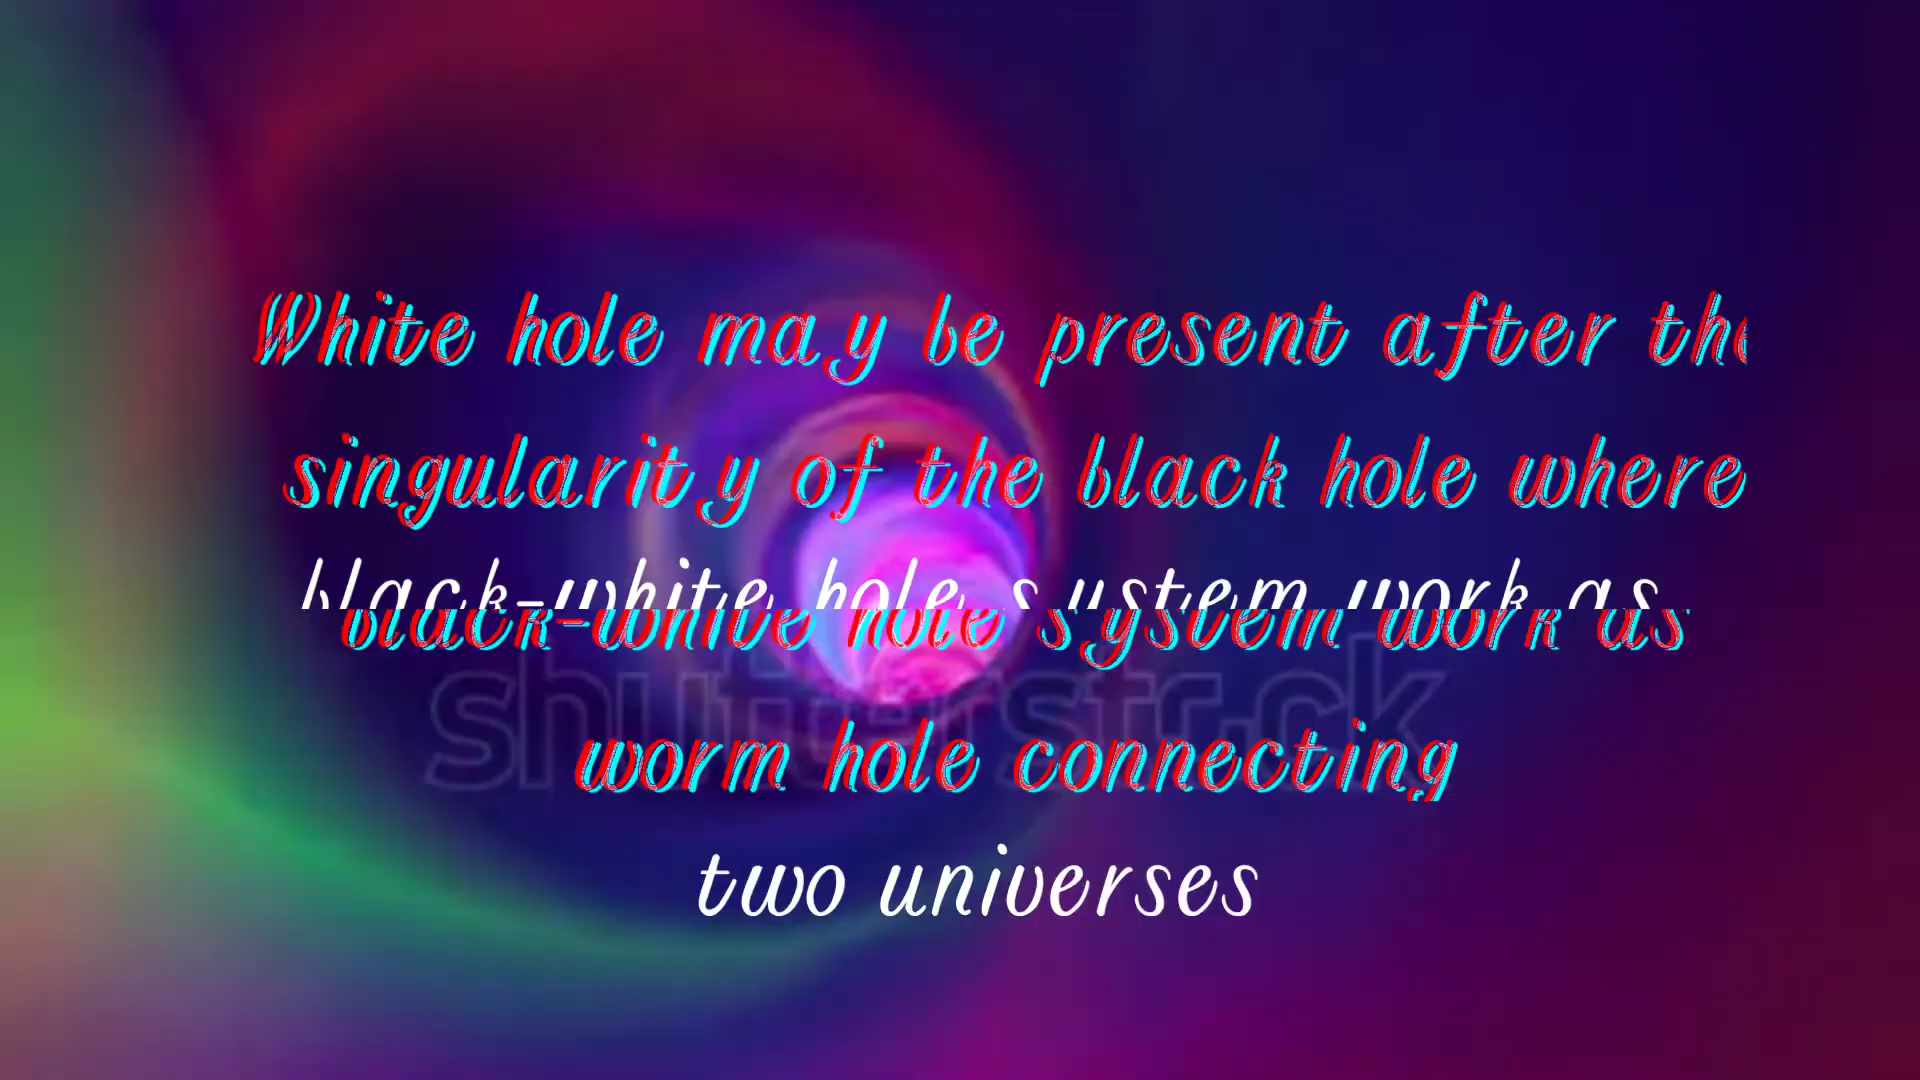 White hole may be present after the
singularity of the black hole where
black-white hole system work as
worm hole connecting
two universes
shutterstock